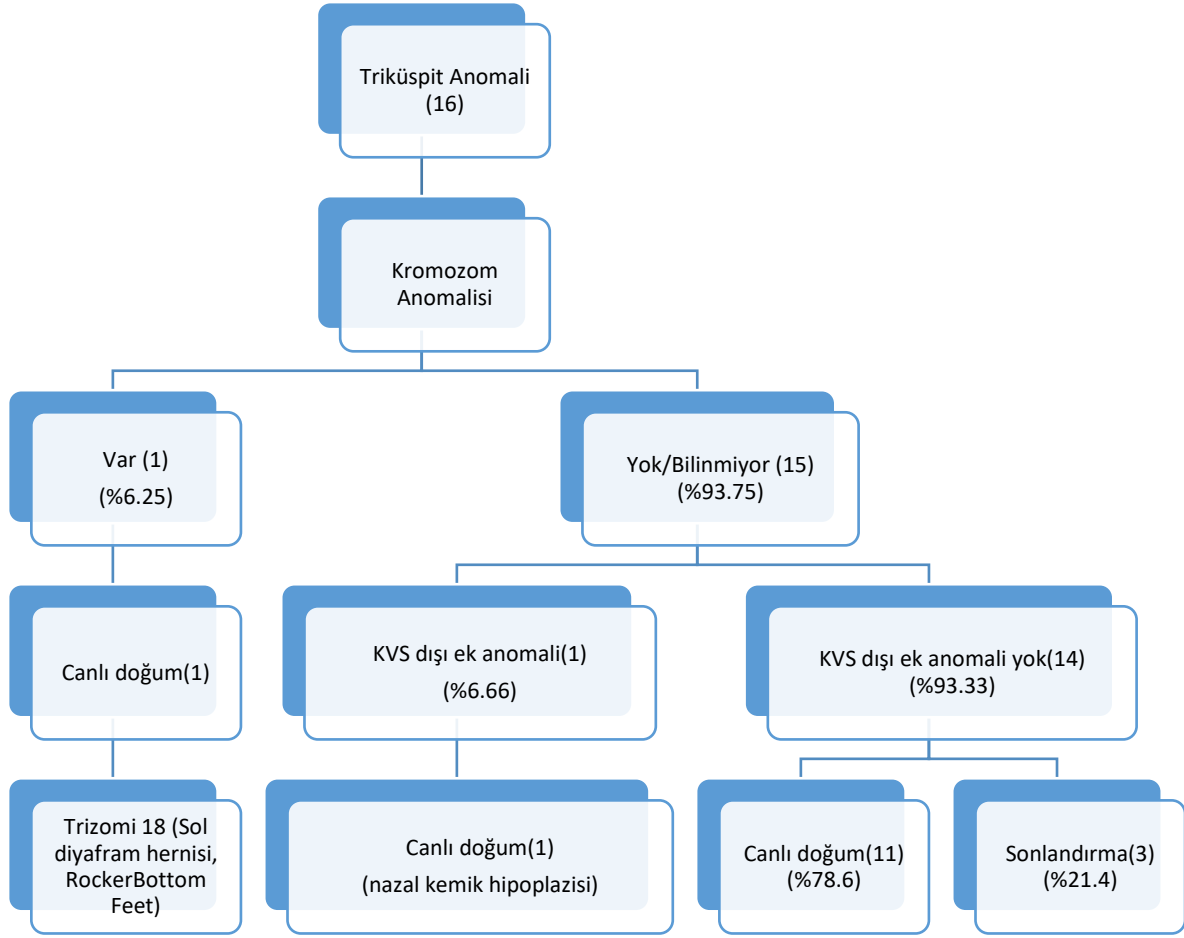 Triküspit Anomali
(16)
Kromozom
Anomalisi
Var (1)
(%6.25)
Yok/Bilinmiyor (15)
(%93.75)
Canlı doğum(1)
KVS dışı ek anomali(1)
(%6.66)
KVS dışı ek anomali yok(14)
(%93.33)
Trizomi 18 (Sol
diyafram hernisi,
RockerBottom
Feet)
Canlı doğum(1)
(nazal kemik hipoplazisi)
Canlı doğum(11)
(%78.6)
Sonlandırma(3)
(%21.4)